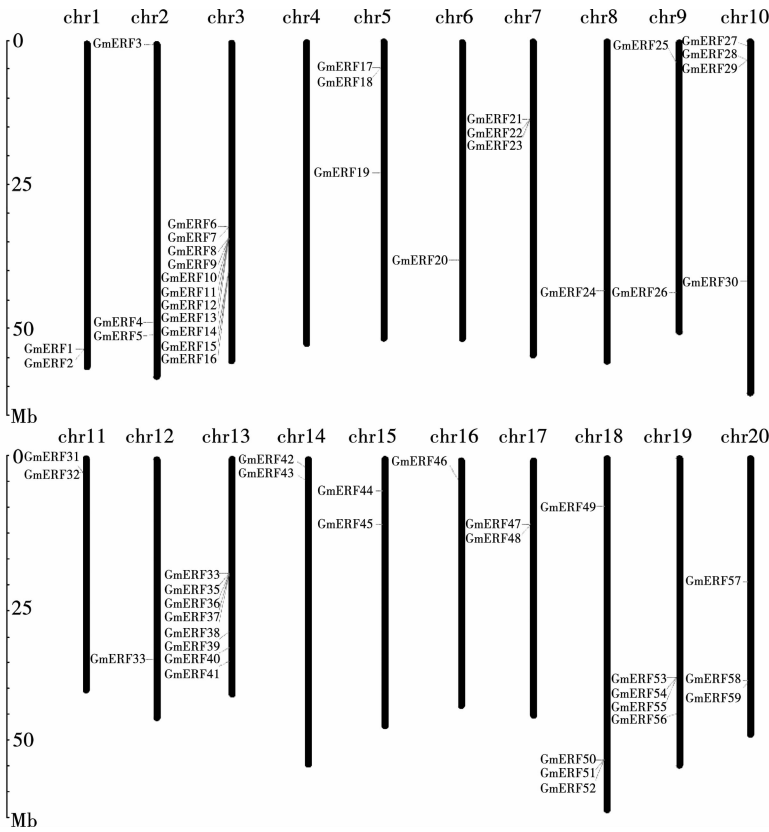 chr1 chr2 chr3 chr4 chr5 chr6 chr7 chr8 chr9 chr10
0
25
50
Mb
GmERF1
GmERF2
GmERF3
GmERF4
GmERF5
GmERF6
GmERF7
GmERF8
GmERF9
GmERF10
GmERF11
GmERF12
GmERF13
GmERF14
GmERF15
GmERF16
GmERF17
GmERF18
GmERF19
GmERF20
GmERF21
GmERF22
GmERF23
GmERF24
GmERF25
GmERF26
GmERF27
GmERF28
GmERF29
GmERF30
chr11 chr12 chr13 chr14 chr15 chr16 chr17 chr18 chr19 chr20
0
25
50
Mb
GmERF31
GmERF32
GmERF33
GmERF33
GmERF35
GmERF36
GmERF37
GmERF38
GmERF39
GmERF40
GmERF41
GmERF42
GmERF43
GmERF44
GmERF45
GmERF46
GmERF47
GmERF48
GmERF49
GmERF50
GmERF51
GmERF52
GmERF53
GmERF54
GmERF55
GmERF56
GmERF57
GmERF58
GmERF59